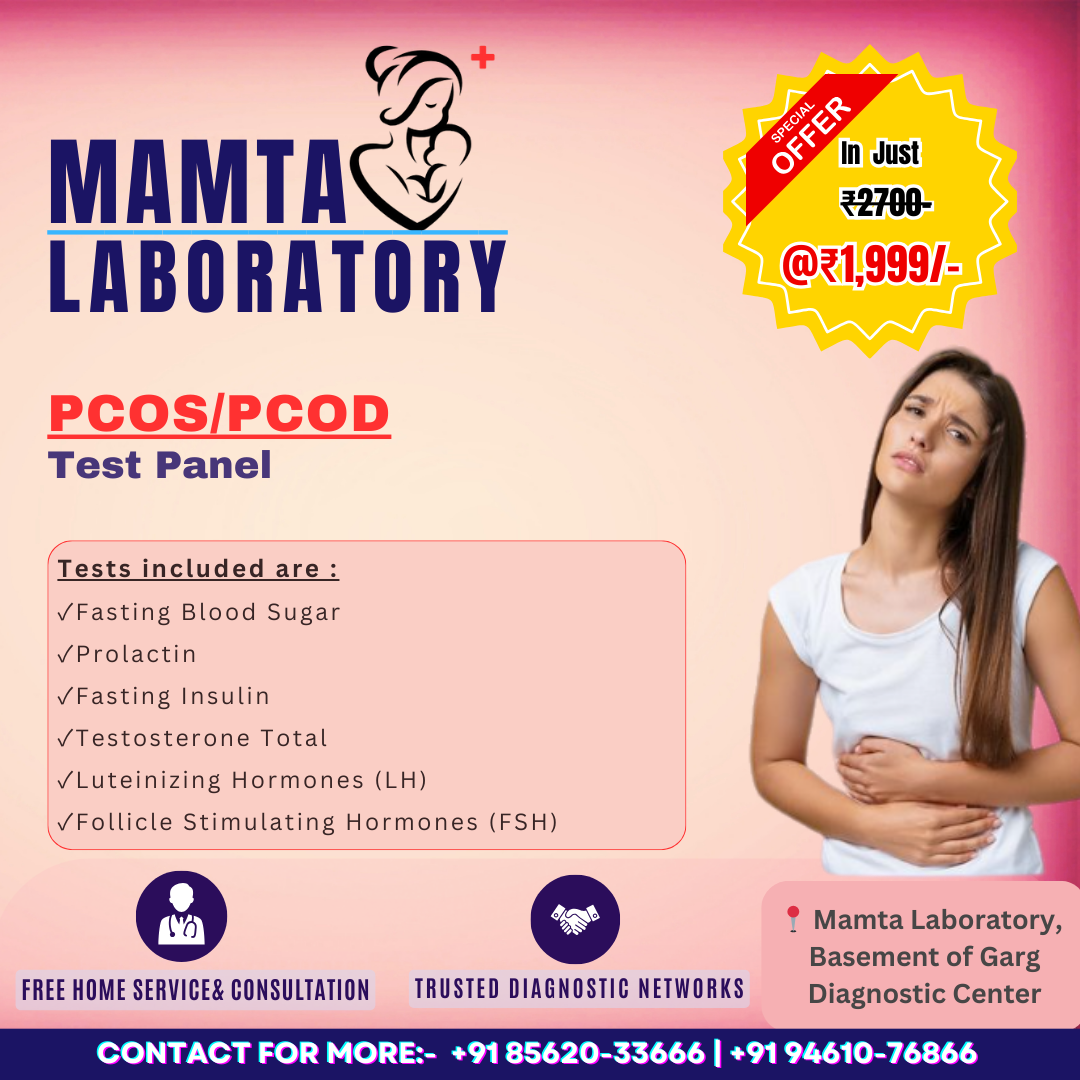 MAMTA
LABORATORY
SPECIAL
OFFER
In Just
₹2700-
@₹1,999/-
PCOS/PCOD
Test Panel
Tests included are :
✓Fasting Blood Sugar
✓Prolactin
✓Fasting Insulin
✓Testosterone Total
✓Luteinizing Hormones (LH)
✓Follicle Stimulating Hormones (FSH)
FREE HOME SERVICE& CONSULTATION
TRUSTED DIAGNOSTIC NETWORKS
Mamta Laboratory,
Basement of Garg
Diagnostic Center
CONTACT FOR MORE:- +91 85620-33666 | +91 94610-76866